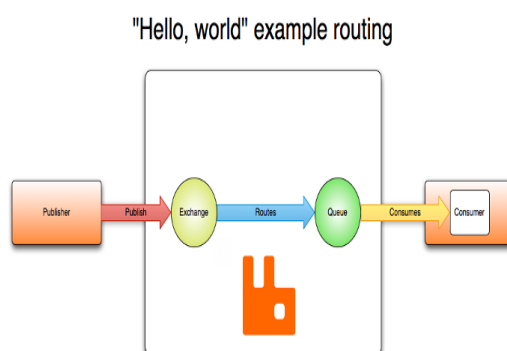 "Hello, world" example routing
Publisher
Publish
Exchange
Routes
Queue
Consumes
Consumer